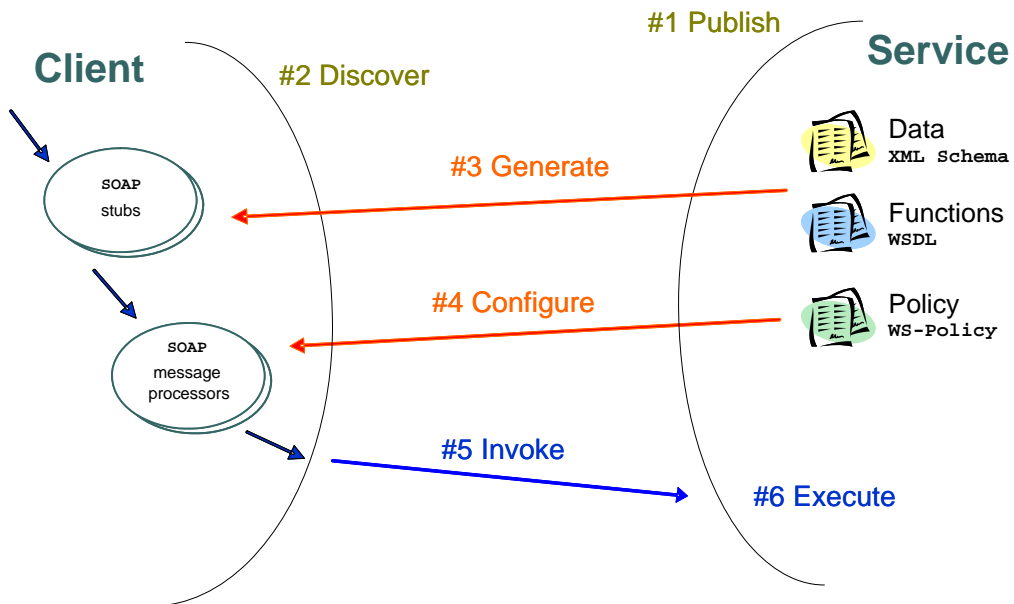 #1 Publish
Client
Service
#2 Discover
Data
XML Schema
#3 Generate
SOAP
stubs
Functions
WSDL
#4 Configure
Policy
WS-Policy
SOAP
message
processors
#5 Invoke
#6 Execute